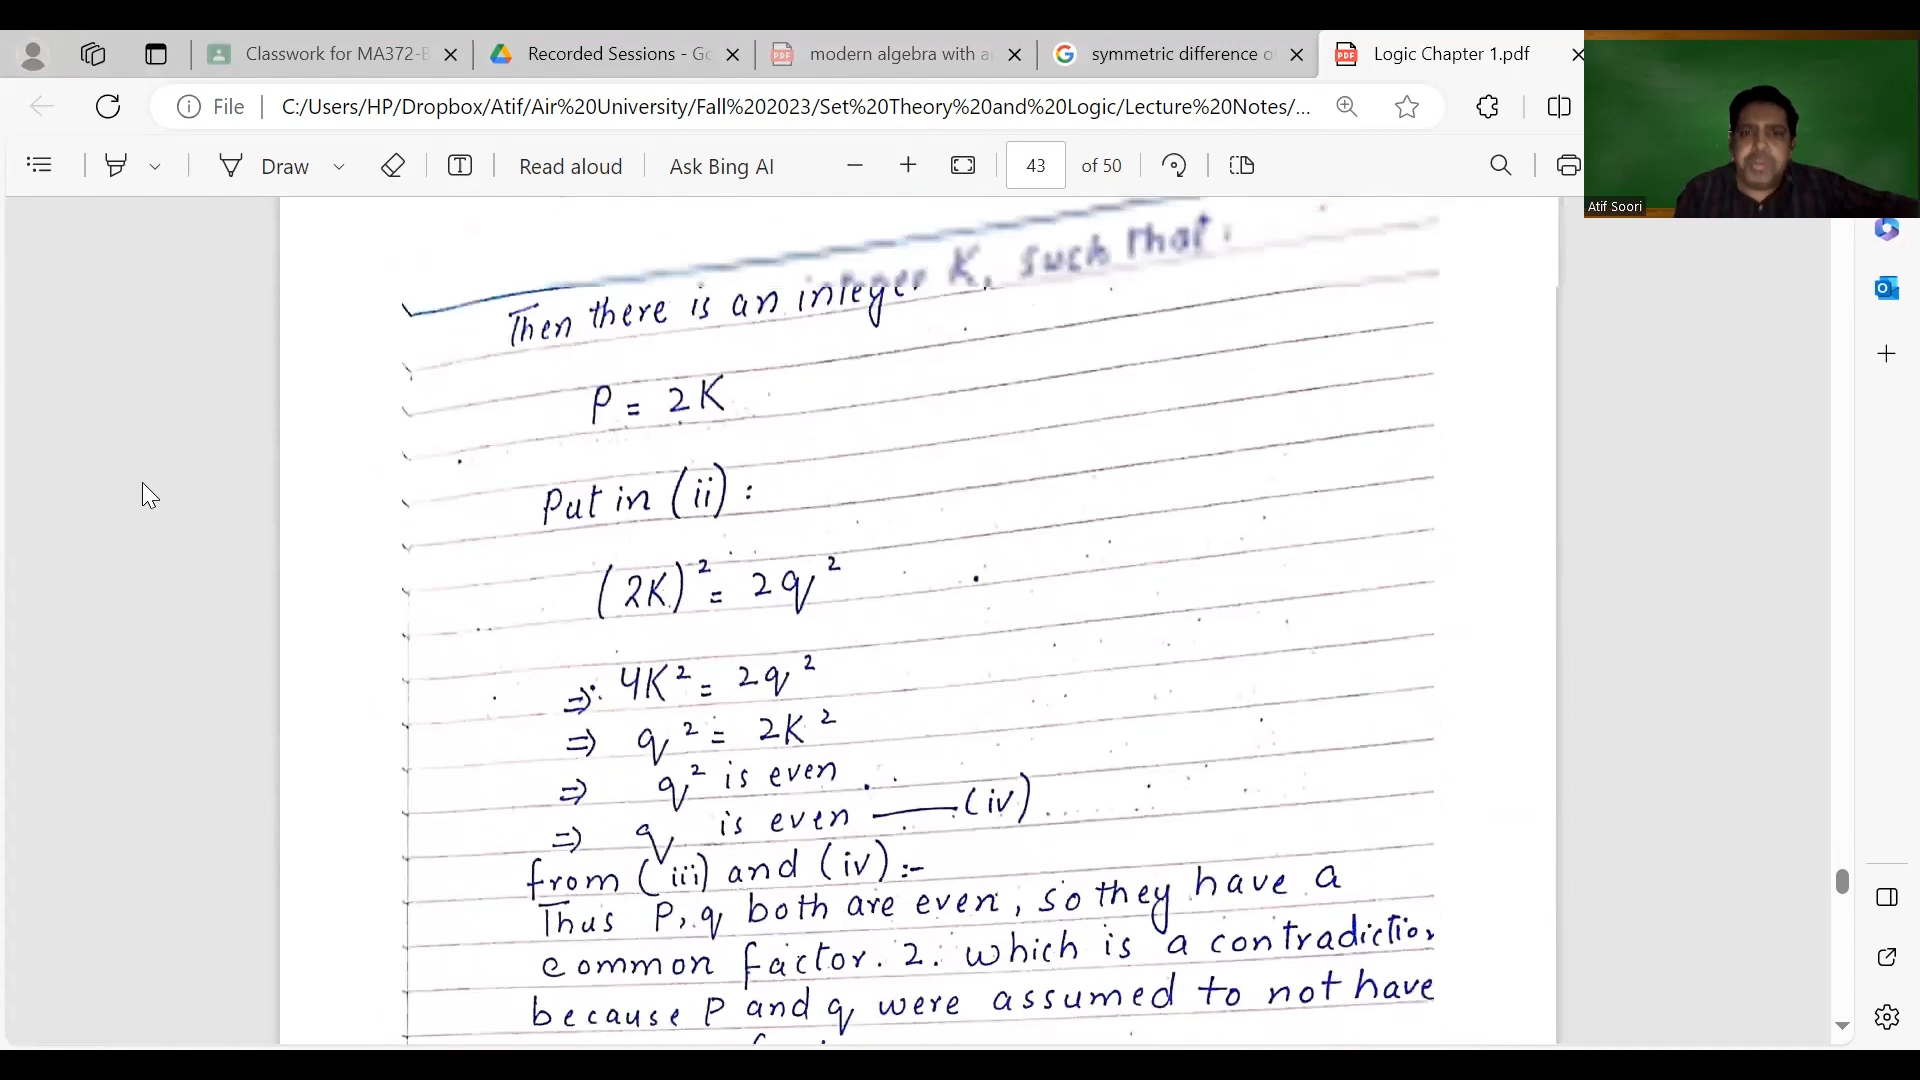 Classwork for MA372-B
Recorded Sessions - Go
modern algebra with a
symmetric difference o
Logic Chapter 1.pdf
File
C:/Users/HP/Dropbox/Atif/Air%20University/Fall%202023/Set%20Theory%20and%20Logic/Lecture%20Notes/...
Draw
Read aloud
Ask Bing AI
43
of 50
Atif Soori
Then there is an integer K, such that:
P = 2K
Put in (ii) :
(2K)² = 2q²
⇒ 4K² = 2q²
⇒ q² = 2K²
⇒ q² is even.
⇒ q is even —— (iv)
from (iii) and (iv) :-
Thus P, q both are even, so they have a
common factor 2. which is a contradiction
because P and q were assumed to not have